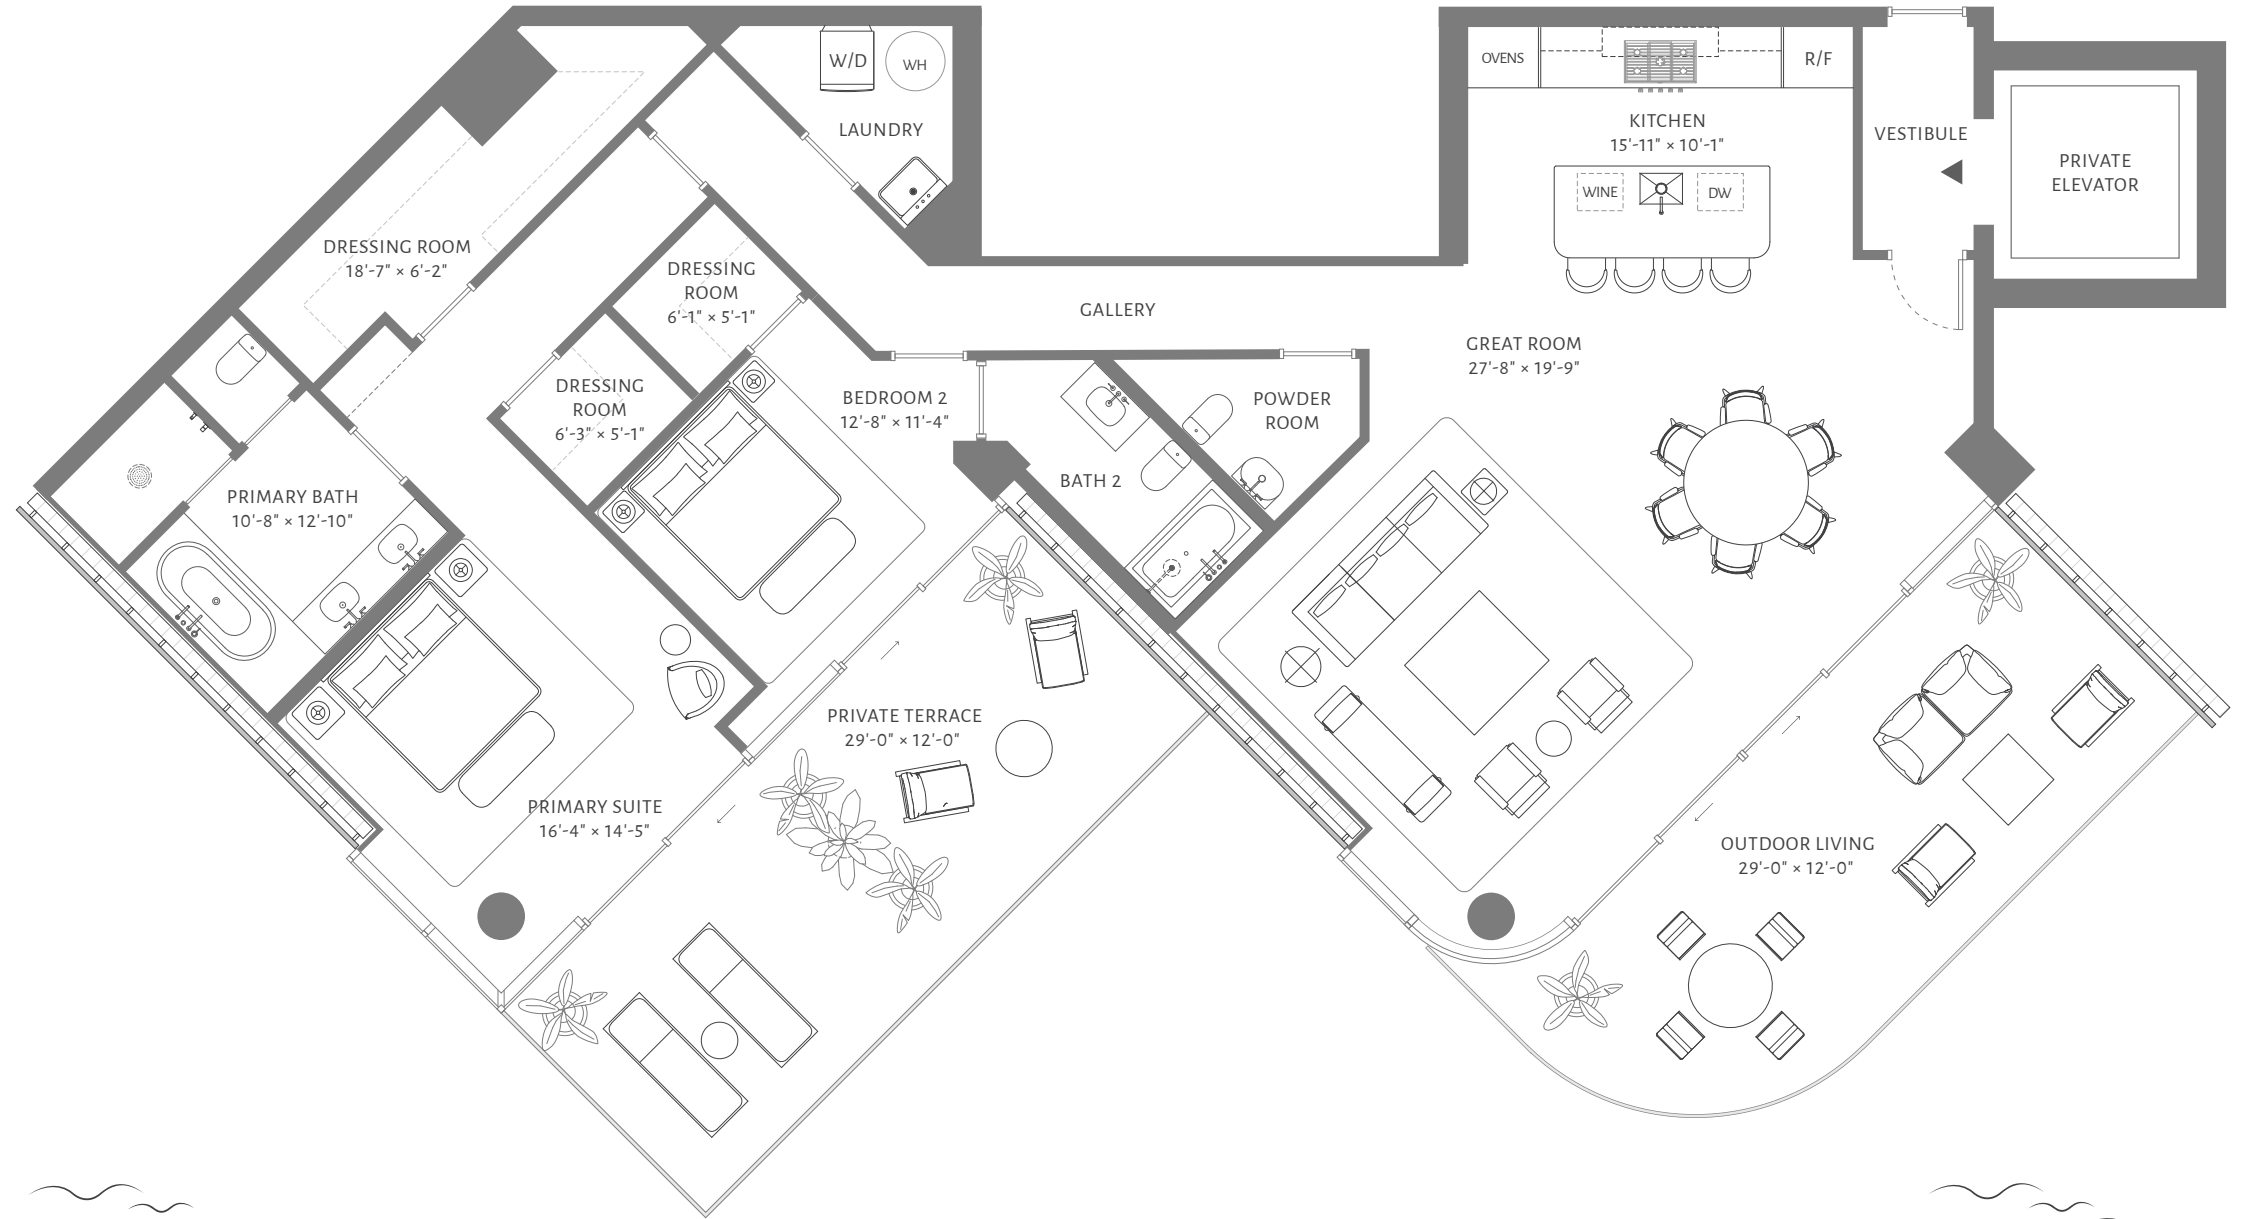 W/D
WH
LAUNDRY
OVENS
R/F
KITCHEN
15'-11" × 10'-1"
VESTIBULE
PRIVATE
ELEVATOR
WINE
DW
DRESSING ROOM
18'-7" × 6'-2"
DRESSING
ROOM
6'-1" × 5'-1"
GALLERY
GREAT ROOM
27'-8" × 19'-9"
DRESSING
ROOM
6'-3" × 5'-1"
BEDROOM 2
12'-8" × 11'-4"
POWDER
ROOM
BATH 2
PRIMARY BATH
10'-8" × 12'-10"
PRIVATE TERRACE
29'-0" × 12'-0"
PRIMARY SUITE
16'-4" × 14'-5"
OUTDOOR LIVING
29'-0" × 12'-0"